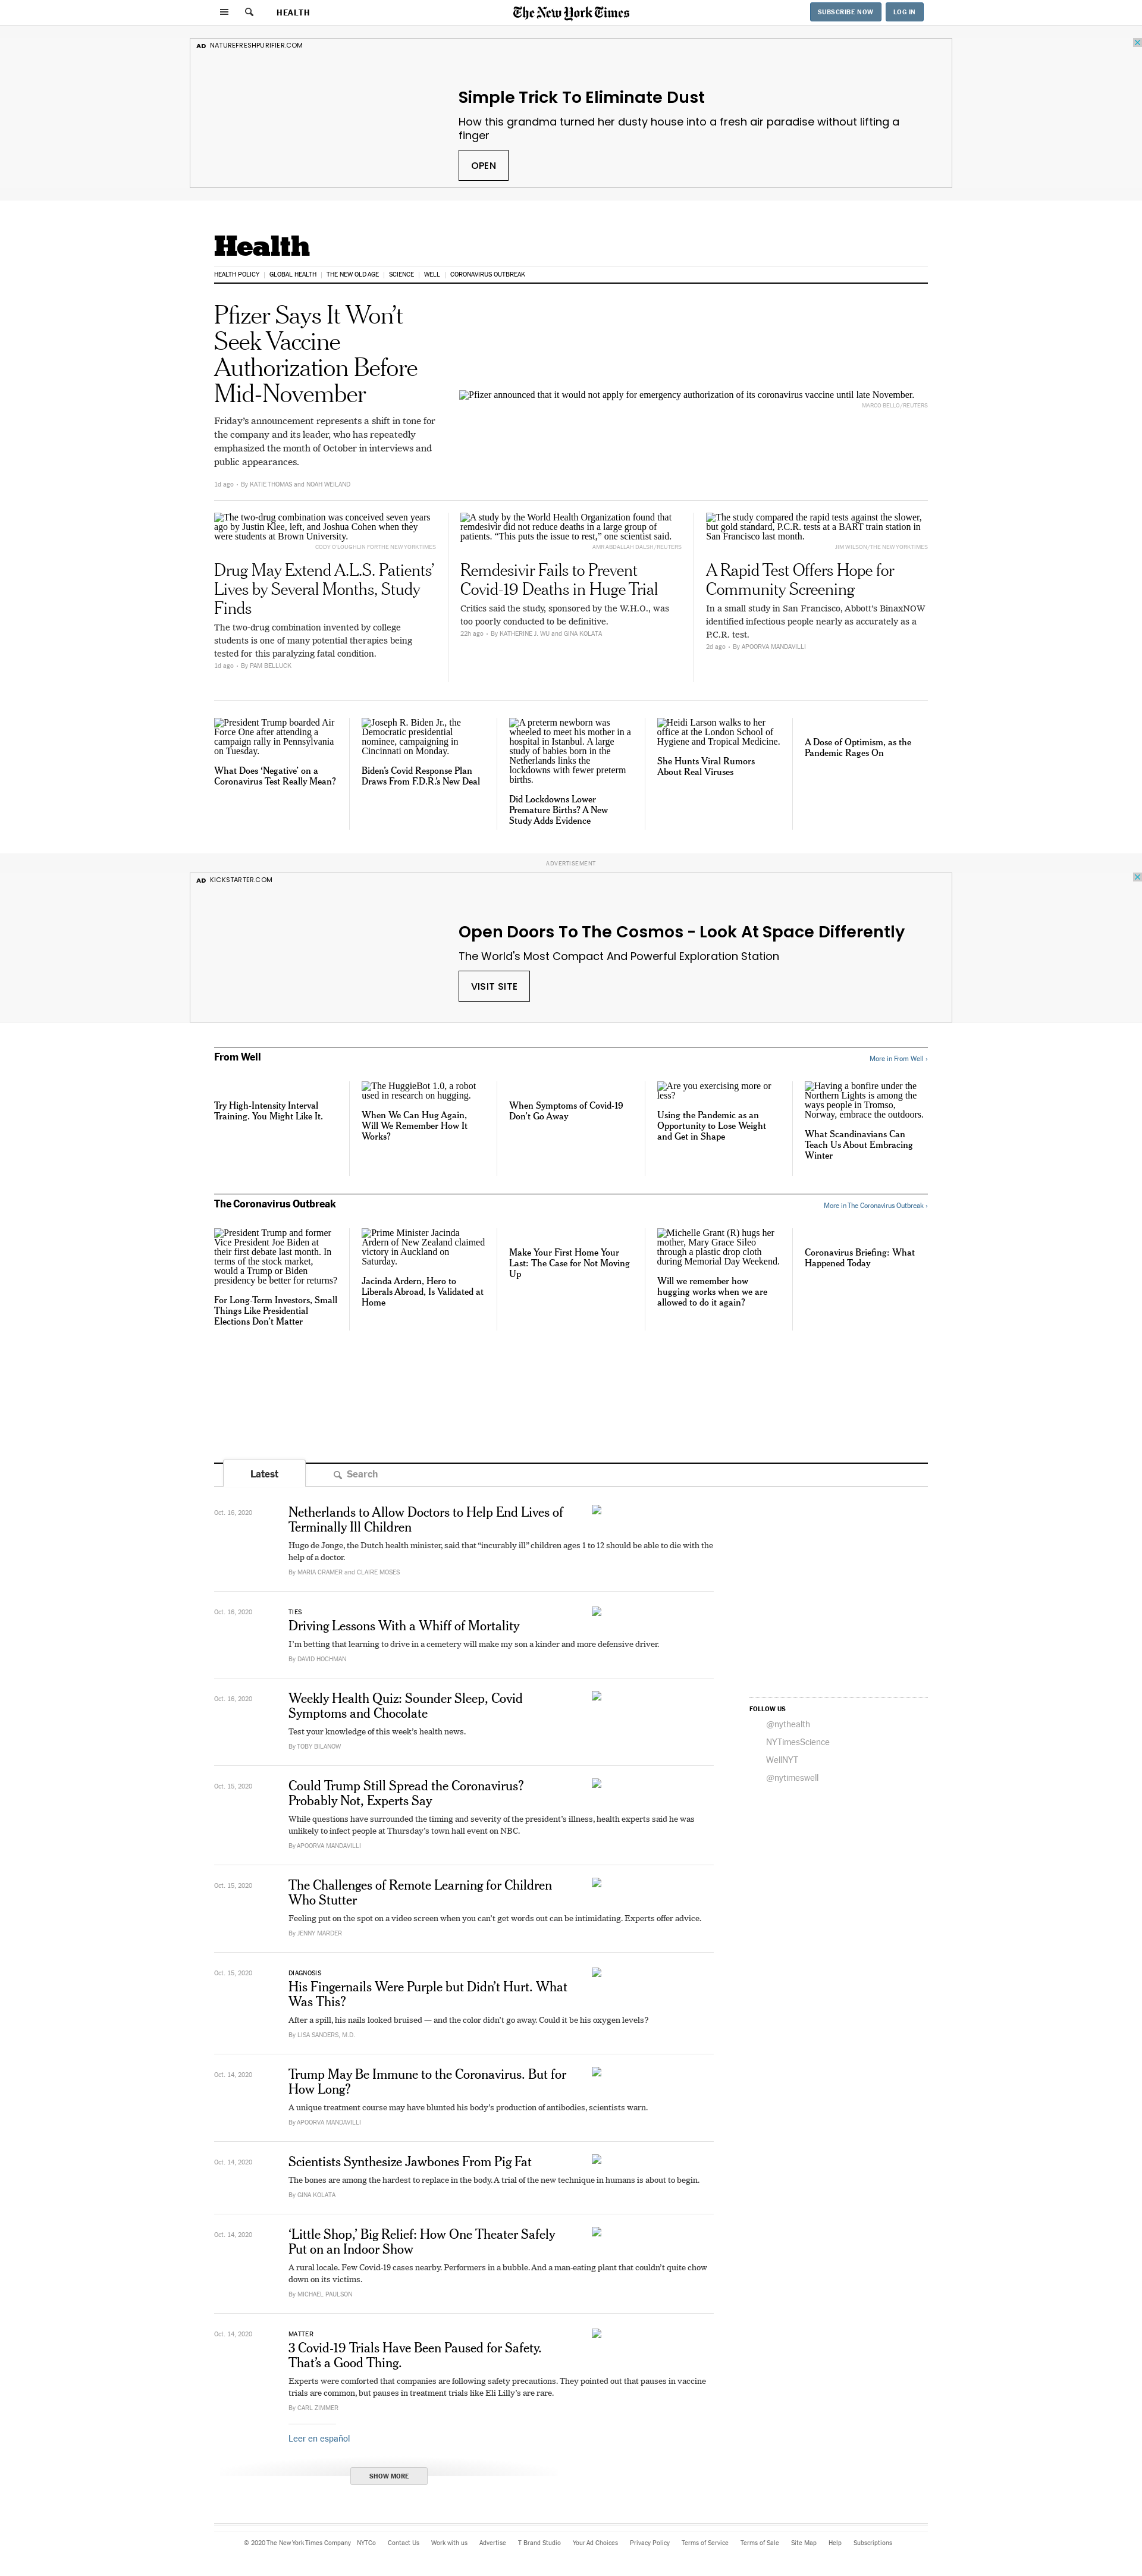 HEALTH
The New York Times
SUBSCRIBE NOW
LOG IN
AD NATUREFRESHPURIFIER.COM
Simple Trick To Eliminate Dust
How this grandma turned her dusty house into a fresh air paradise without lifting a
finger
OPEN
Health
HEALTH POLICY
GLOBAL HEALTH
THE NEW OLD AGE
SCIENCE
WELL
CORONAVIRUS OUTBREAK
Pfizer Says It Won’t
Seek Vaccine
Authorization Before
Mid-November
Friday’s announcement represents a shift in tone for
the company and its leader, who has repeatedly
emphasized the month of October in interviews and
public appearances.
1d ago - By KATIE THOMAS and NOAH WEILAND
Pfizer announced that it would not apply for emergency authorization of its coronavirus vaccine until late November.
MARCO BELLO/REUTERS
The two-drug combination was conceived seven years
ago by Justin Klee, left, and Joshua Cohen when they
were students at Brown University.
CODY O'LOUGHLIN FOR THE NEW YORK TIMES
Drug May Extend A.L.S. Patients’
Lives by Several Months, Study
Finds
The two-drug combination invented by college
students is one of many potential therapies being
tested for this paralyzing fatal condition.
1d ago - By PAM BELLUCK
A study by the World Health Organization found that
remdesivir did not reduce deaths in a large group of
patients. “This puts the issue to rest,” one scientist said.
AMR ABDALLAH DALSH/REUTERS
Remdesivir Fails to Prevent
Covid-19 Deaths in Huge Trial
Critics said the study, sponsored by the W.H.O., was
too poorly conducted to be definitive.
22h ago - By KATHERINE J. WU and GINA KOLATA
The study compared the rapid tests against the slower,
but gold standard, P.C.R. tests at a BART train station in
San Francisco last month.
JIM WILSON/THE NEW YORK TIMES
A Rapid Test Offers Hope for
Community Screening
In a small study in San Francisco, Abbott’s BinaxNOW
identified infectious people nearly as accurately as a
P.C.R. test.
2d ago - By APOORVA MANDAVILLI
President Trump boarded Air
Force One after attending a
campaign rally in Pennsylvania
on Tuesday.
What Does ‘Negative’ on a
Coronavirus Test Really Mean?
Joseph R. Biden Jr., the
Democratic presidential
nominee, campaigning in
Cincinnati on Monday.
Biden’s Covid Response Plan
Draws From F.D.R.’s New Deal
A preterm newborn was
wheeled to meet his mother in a
hospital in Istanbul. A large
study of babies born in the
Netherlands links the
lockdowns with fewer preterm
births.
Did Lockdowns Lower
Premature Births? A New
Study Adds Evidence
Heidi Larson walks to her
office at the London School of
Hygiene and Tropical Medicine.
She Hunts Viral Rumors
About Real Viruses
A Dose of Optimism, as the
Pandemic Rages On
ADVERTISEMENT
AD KICKSTARTER.COM
Open Doors To The Cosmos - Look At Space Differently
The World's Most Compact And Powerful Exploration Station
VISIT SITE
From Well
More in From Well ›
Try High-Intensity Interval
Training. You Might Like It.
The HuggieBot 1.0, a robot
used in research on hugging.
When We Can Hug Again,
Will We Remember How It
Works?
When Symptoms of Covid-19
Don’t Go Away
Are you exercising more or
less?
Using the Pandemic as an
Opportunity to Lose Weight
and Get in Shape
Having a bonfire under the
Northern Lights is among the
ways people in Tromso,
Norway, embrace the outdoors.
What Scandinavians Can
Teach Us About Embracing
Winter
The Coronavirus Outbreak
More in The Coronavirus Outbreak ›
President Trump and former
Vice President Joe Biden at
their first debate last month. In
terms of the stock market,
would a Trump or Biden
presidency be better for returns?
For Long-Term Investors, Small
Things Like Presidential
Elections Don’t Matter
Prime Minister Jacinda
Ardern of New Zealand claimed
victory in Auckland on
Saturday.
Jacinda Ardern, Hero to
Liberals Abroad, Is Validated at
Home
Make Your First Home Your
Last: The Case for Not Moving
Up
Michelle Grant (R) hugs her
mother, Mary Grace Sileo
through a plastic drop cloth
during Memorial Day Weekend.
Will we remember how
hugging works when we are
allowed to do it again?
Coronavirus Briefing: What
Happened Today
Latest
Search
Oct. 16, 2020
Netherlands to Allow Doctors to Help End Lives of
Terminally Ill Children
Hugo de Jonge, the Dutch health minister, said that “incurably ill” children ages 1 to 12 should be able to die with the
help of a doctor.
By MARIA CRAMER and CLAIRE MOSES
Oct. 16, 2020
TIES
Driving Lessons With a Whiff of Mortality
I’m betting that learning to drive in a cemetery will make my son a kinder and more defensive driver.
By DAVID HOCHMAN
Oct. 16, 2020
Weekly Health Quiz: Sounder Sleep, Covid
Symptoms and Chocolate
Test your knowledge of this week’s health news.
By TOBY BILANOW
FOLLOW US
@nythealth
NYTimesScience
WellNYT
@nytimeswell
Oct. 15, 2020
Could Trump Still Spread the Coronavirus?
Probably Not, Experts Say
While questions have surrounded the timing and severity of the president’s illness, health experts said he was
unlikely to infect people at Thursday’s town hall event on NBC.
By APOORVA MANDAVILLI
Oct. 15, 2020
The Challenges of Remote Learning for Children
Who Stutter
Feeling put on the spot on a video screen when you can’t get words out can be intimidating. Experts offer advice.
By JENNY MARDER
Oct. 15, 2020
DIAGNOSIS
His Fingernails Were Purple but Didn’t Hurt. What
Was This?
After a spill, his nails looked bruised — and the color didn’t go away. Could it be his oxygen levels?
By LISA SANDERS, M.D.
Oct. 14, 2020
Trump May Be Immune to the Coronavirus. But for
How Long?
A unique treatment course may have blunted his body’s production of antibodies, scientists warn.
By APOORVA MANDAVILLI
Oct. 14, 2020
Scientists Synthesize Jawbones From Pig Fat
The bones are among the hardest to replace in the body. A trial of the new technique in humans is about to begin.
By GINA KOLATA
Oct. 14, 2020
‘Little Shop,’ Big Relief: How One Theater Safely
Put on an Indoor Show
A rural locale. Few Covid-19 cases nearby. Performers in a bubble. And a man-eating plant that couldn’t quite chow
down on its victims.
By MICHAEL PAULSON
Oct. 14, 2020
MATTER
3 Covid-19 Trials Have Been Paused for Safety.
That’s a Good Thing.
Experts were comforted that companies are following safety precautions. They pointed out that pauses in vaccine
trials are common, but pauses in treatment trials like Eli Lilly’s are rare.
By CARL ZIMMER
Leer en español
SHOW MORE
© 2020 The New York Times Company NYTCo Contact Us Work with us Advertise T Brand Studio Your Ad Choices Privacy Policy Terms of Service Terms of Sale Site Map Help Subscriptions